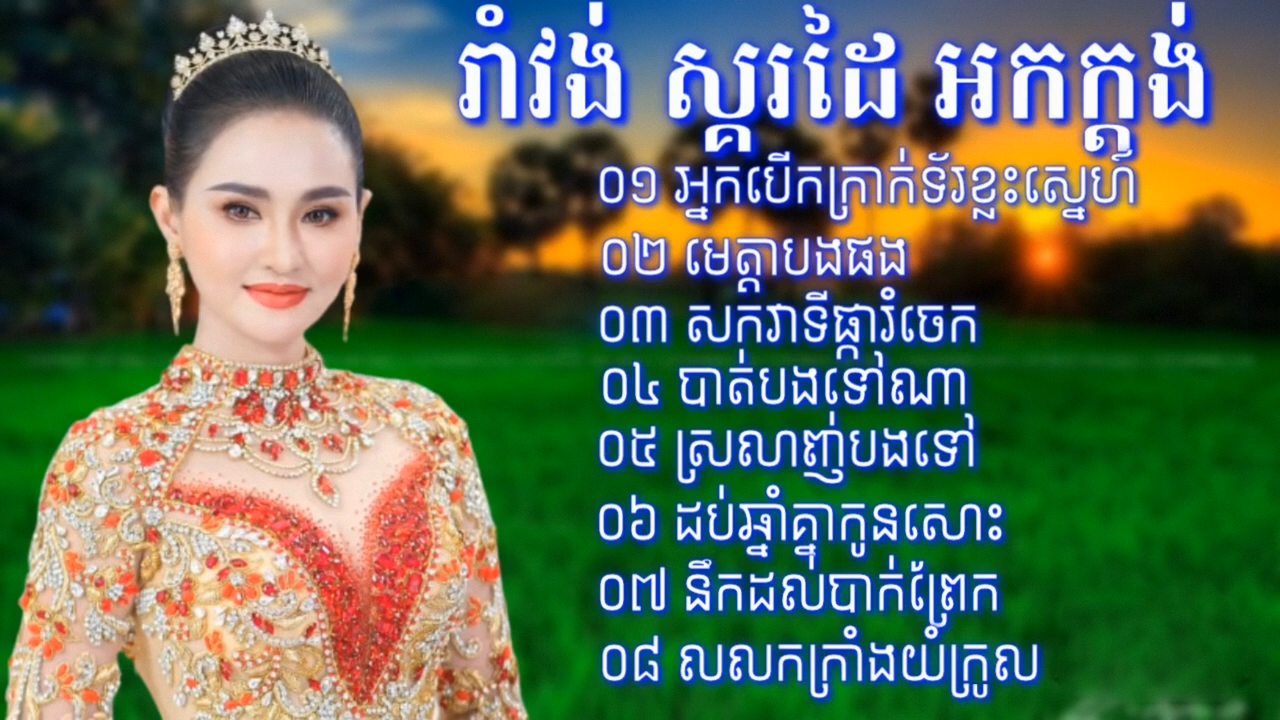 រាំវង់ ស្គរដៃ អកក្ដង់
០១ អ្នកបើកត្រាក់ទ័រខ្លះស្នេហ៍
០២ មេត្តាបងផង
០៣ សករវាទីផ្ការំចេក
០៤ បាត់បងទៅណា
០៥ ស្រលាញ់បងទៅ
០៦ ដប់ឆ្នាំគ្នាកូនសោះ
០៧ នឹកដល់បាក់ព្រែក
០៨ លលកក្រាំងយំក្រួល